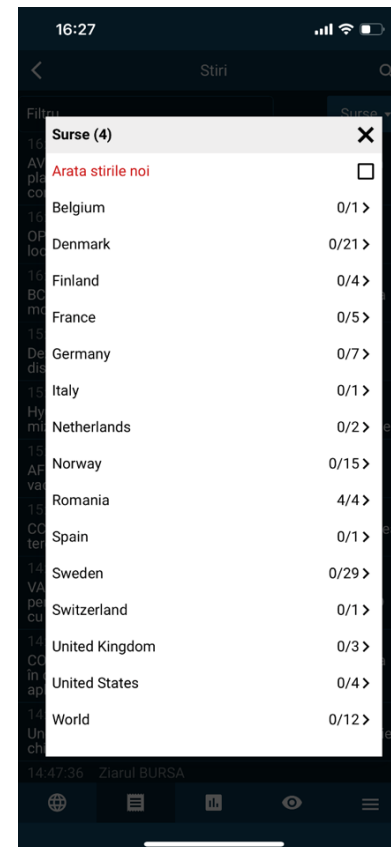 16:27
Stiri
Filtru
Surse
Surse (4)
Arata stirile noi
Belgium 0/1
Denmark 0/21
Finland 0/4
France 0/5
Germany 0/7
Italy 0/1
Netherlands 0/2
Norway 0/15
Romania 4/4
Spain 0/1
Sweden 0/29
Switzerland 0/1
United Kingdom 0/3
United States 0/4
World 0/12
14:47:36 Ziarul BURSA